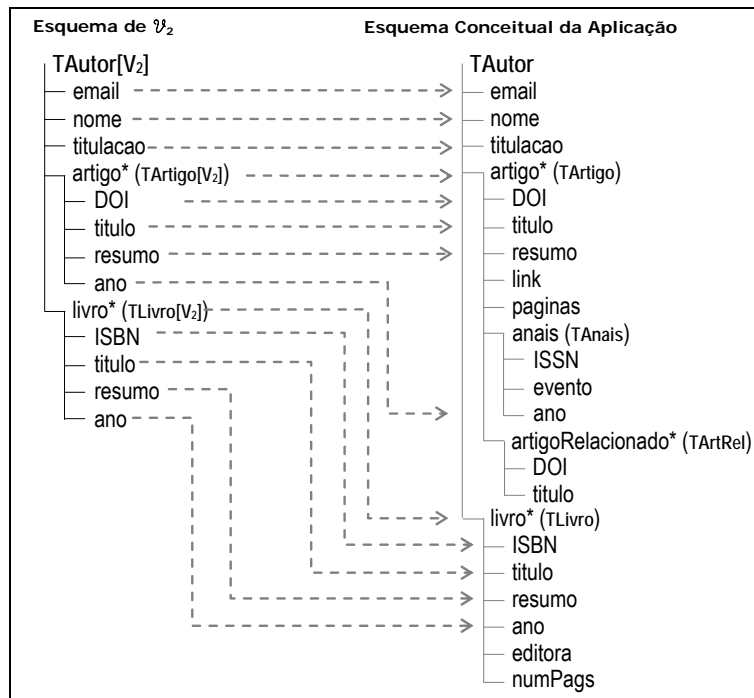 Esquema de 𝒱₂
TAutor[V₂]
email
nome
titulacao
artigo* (TArtigo[V₂])
DOI
titulo
resumo
ano
livro* (TLivro[V₂])
ISBN
titulo
resumo
ano
Esquema Conceitual da Aplicação
TAutor
email
nome
titulacao
artigo* (TArtigo)
DOI
titulo
resumo
link
paginas
anais (TAnais)
ISSN
evento
ano
artigoRelacionado* (TArtRel)
DOI
titulo
livro* (TLivro)
ISBN
titulo
resumo
ano
editora
numPags